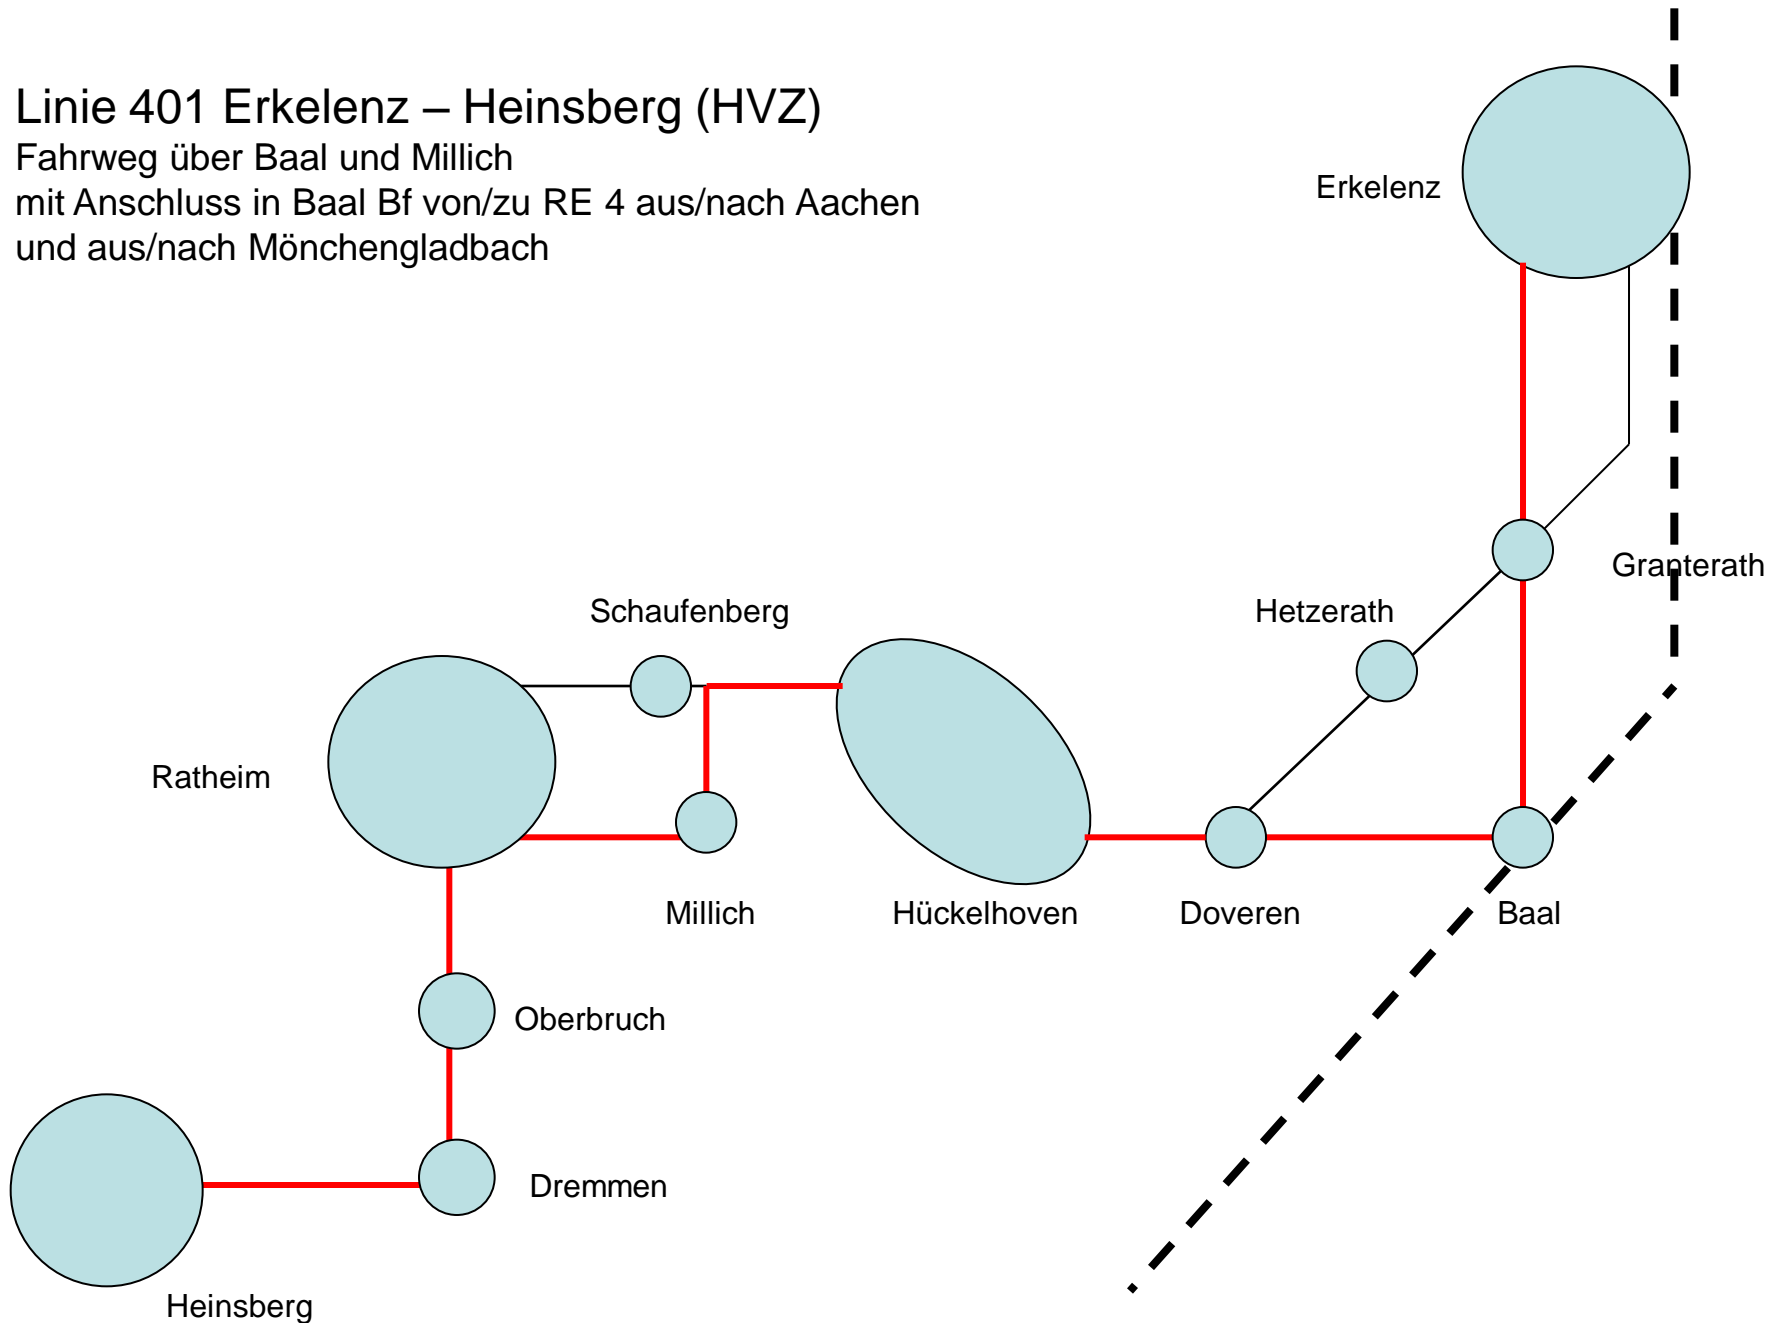 Linie 401 Erkelenz – Heinsberg (HVZ)
Fahrweg über Baal und Millich
mit Anschluss in Baal Bf von/zu RE 4 aus/nach Aachen
und aus/nach Mönchengladbach
Erkelenz
Granterath
Schaufenberg
Hetzerath
Ratheim
Millich
Hückelhoven
Doveren
Baal
Oberbruch
Dremmen
Heinsberg